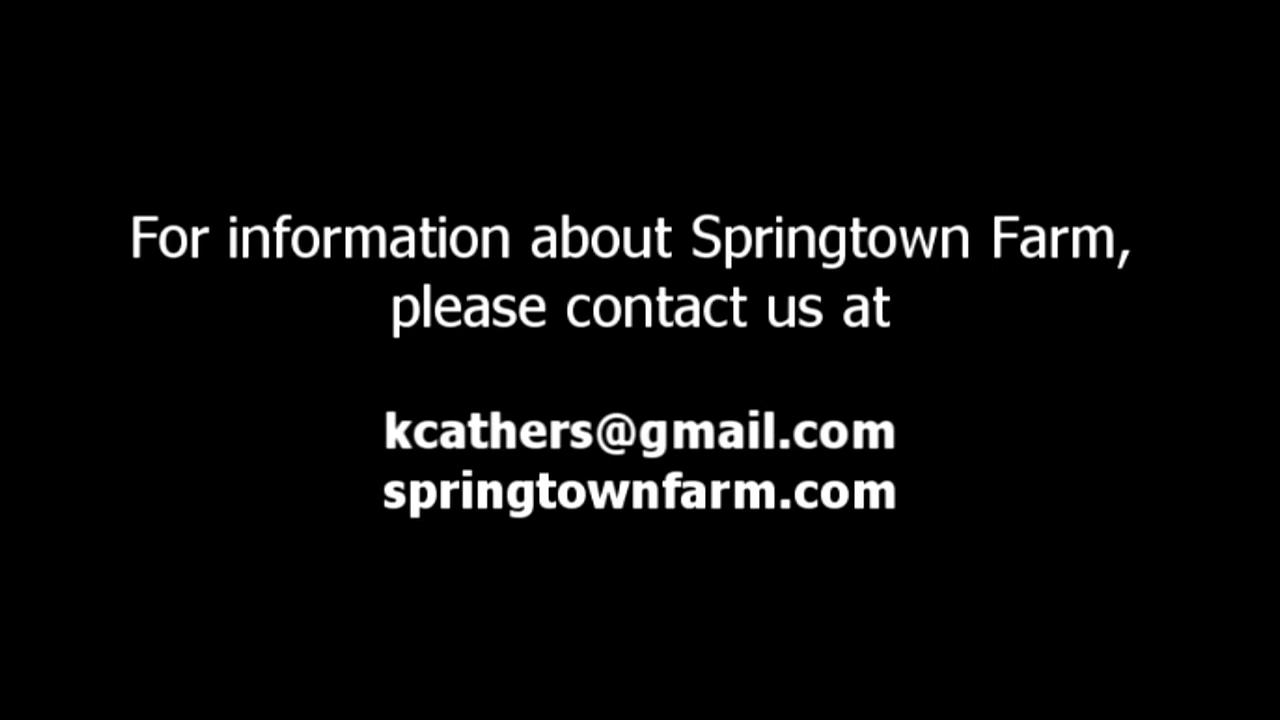 For information about Springtown Farm,
please contact us at
kcathers@gmail.com
springtownfarm.com